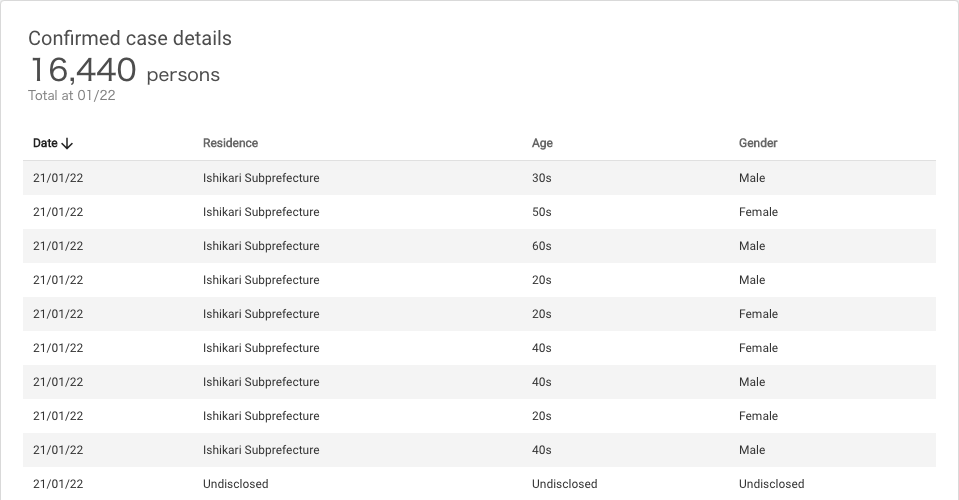 Confirmed case details
16,440 persons
Total at 01/22
Date Residence Age Gender
21/01/22 Ishikari Subprefecture 30s Male
21/01/22 Ishikari Subprefecture 50s Female
21/01/22 Ishikari Subprefecture 60s Male
21/01/22 Ishikari Subprefecture 20s Male
21/01/22 Ishikari Subprefecture 20s Female
21/01/22 Ishikari Subprefecture 40s Female
21/01/22 Ishikari Subprefecture 40s Male
21/01/22 Ishikari Subprefecture 20s Female
21/01/22 Ishikari Subprefecture 40s Male
21/01/22 Undisclosed Undisclosed Undisclosed